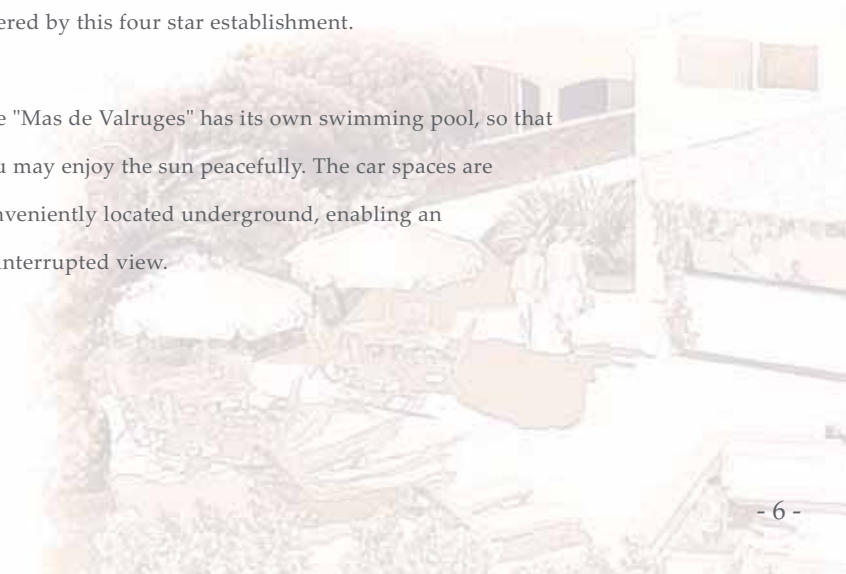 ered by this four star establishment.
e "Mas de Valruges" has its own swimming pool, so that
u may enjoy the sun peacefully. The car spaces are
nveniently located underground, enabling an
interrupted view.
- 6 -